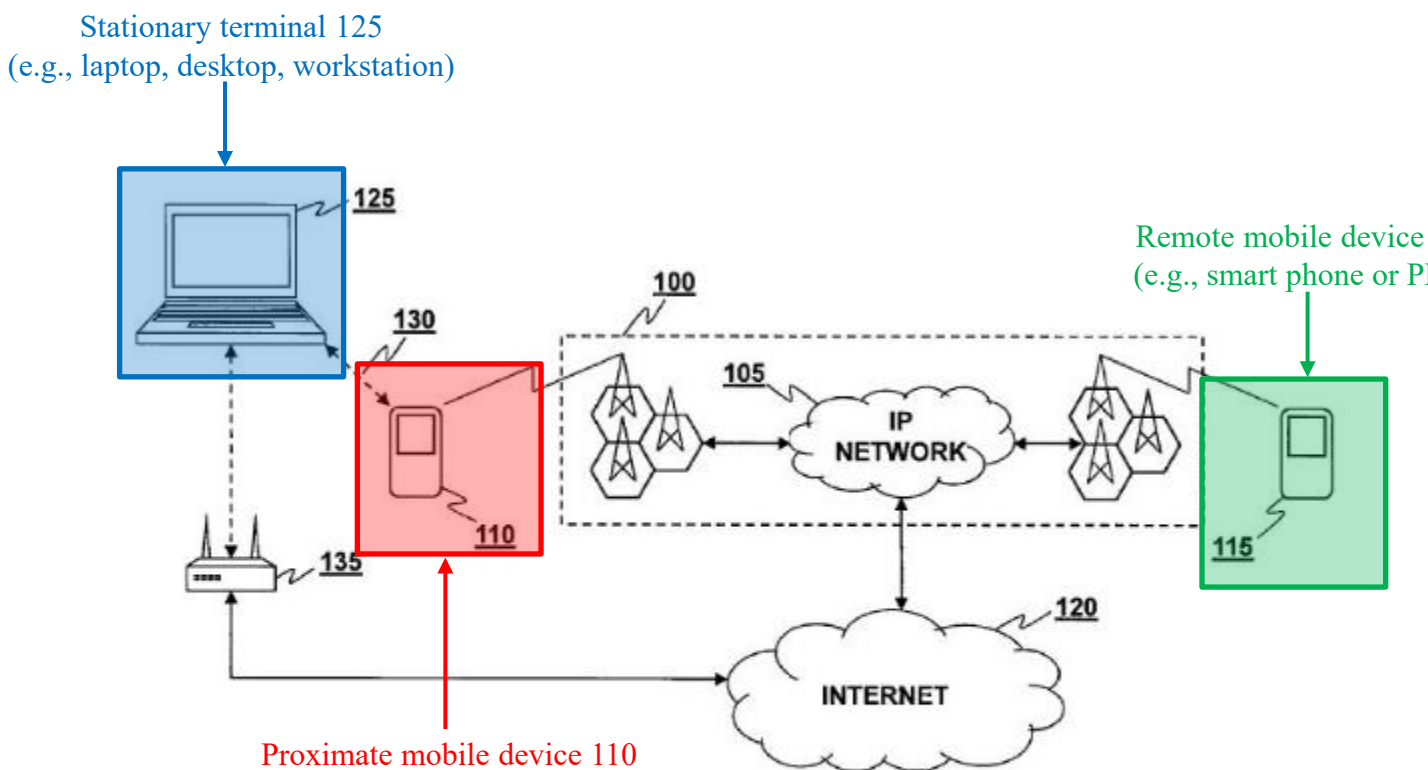 Stationary terminal 125
(e.g., laptop, desktop, workstation)
125
Remote mobile device
(e.g., smart phone or
100
130
105
IP
NETWORK
110
115
135
120
INTERNET
Proximate mobile device 110